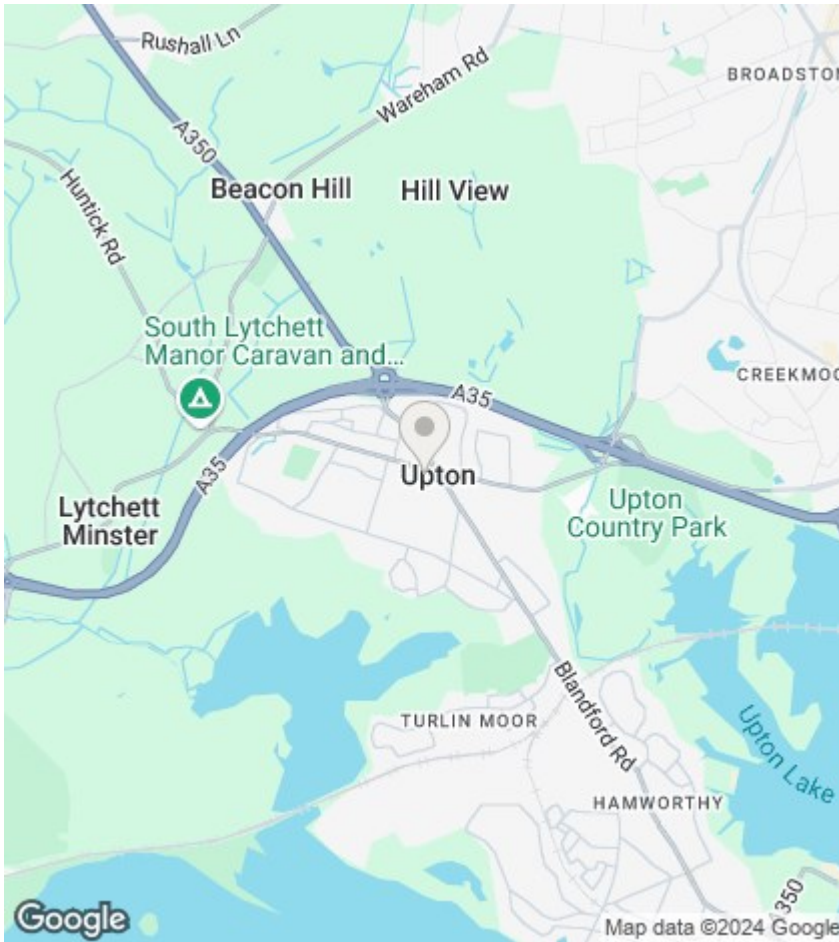 Rushall Ln
Wareham Rd
BROADSTON
A350
Beacon Hill
Hill View
Huntick Rd
South Lytchett
Manor Caravan and...
A35
CREEKMOO
A35
Upton
Lytchett
Minster
Upton
Country Park
Blandford Rd
TURLIN MOOR
Upton Lake
HAMWORTHY
A350
Google
Map data ©2024 Google